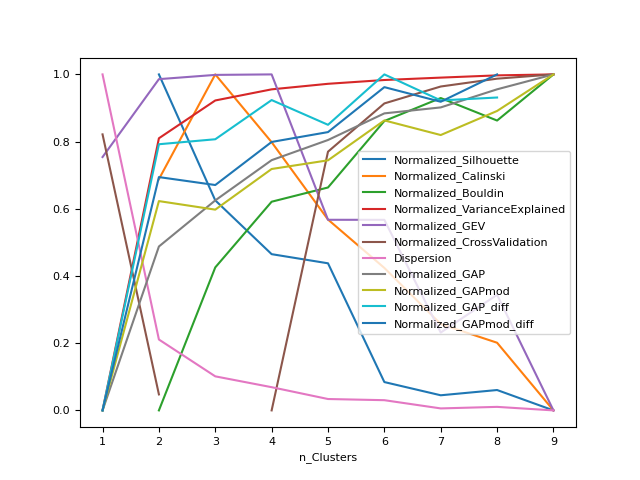 1.0
0.8
0.6
0.4
0.2
0.0
Normalized_Silhouette
Normalized_Calinski
Normalized_Bouldin
Normalized_VarianceExplained
Normalized_GEV
Normalized_CrossValidation
Dispersion
Normalized_GAP
Normalized_GAPmod
Normalized_GAP_diff
Normalized_GAPmod_diff
1 2 3 4 5 6 7 8 9
n_Clusters